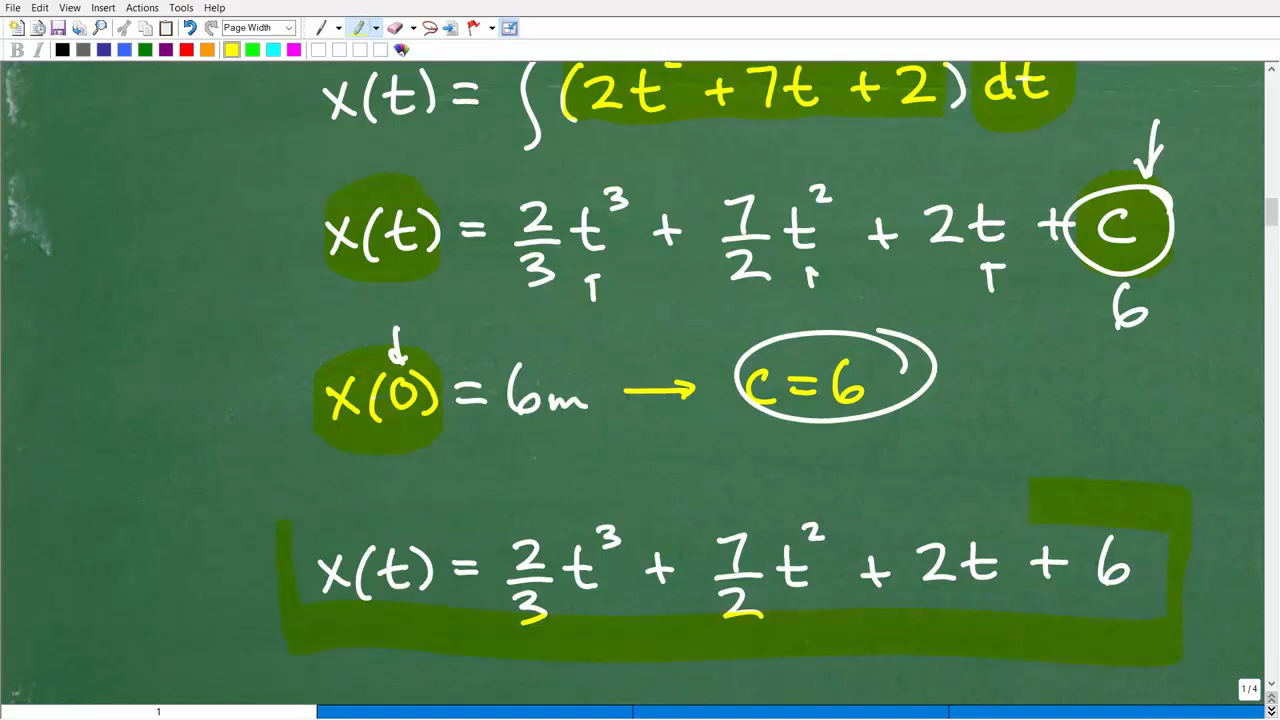 File Edit View Insert Actions Tools Help
Page Width
B I
x(t) = ∫ (2t² + 7t + 2) dt
x(t) = 2/3 t³ + 7/2 t² + 2t + c
6
x(0) = 6m → c = 6
x(t) = 2/3 t³ + 7/2 t² + 2t + 6
1/4
1